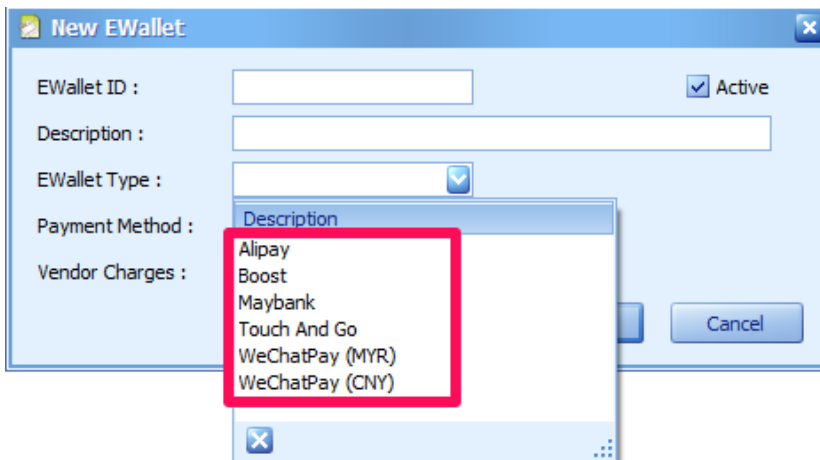 New EWallet
EWallet ID :
Active
Description :
EWallet Type :
Payment Method :
Description
Vendor Charges :
Alipay
Boost
Maybank
Touch And Go
WeChatPay (MYR)
WeChatPay (CNY)
Cancel